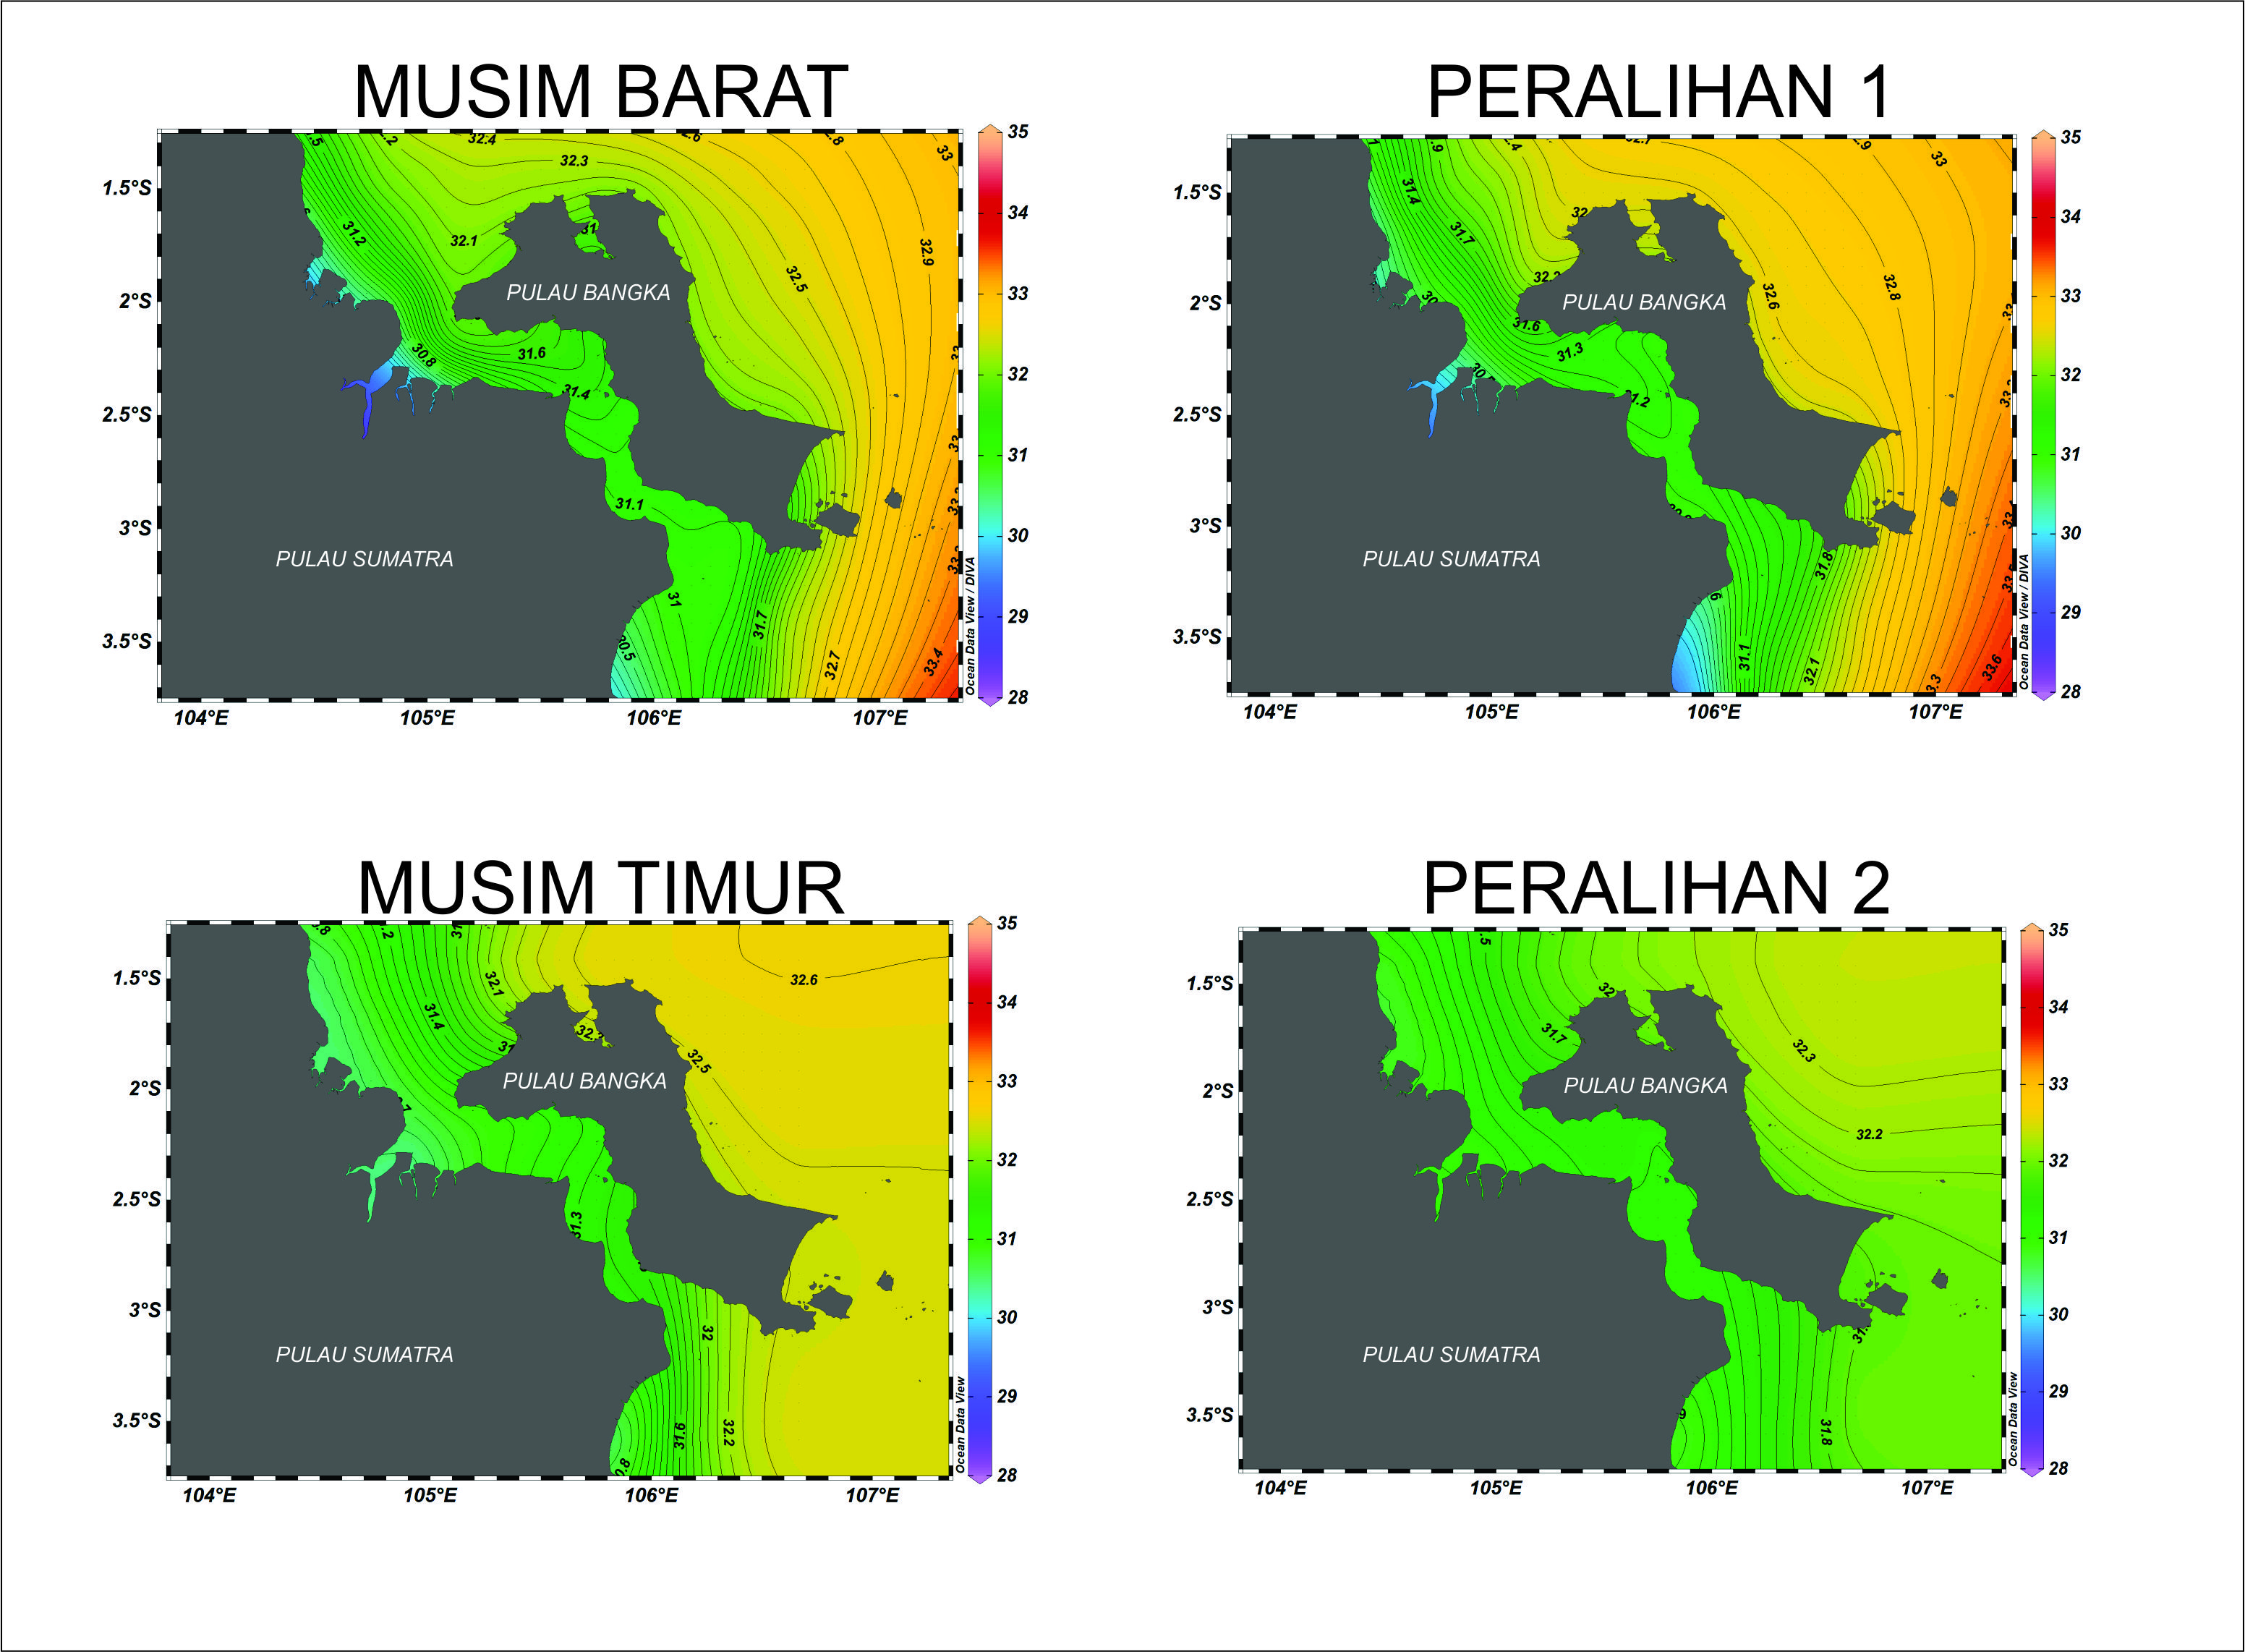 MUSIM BARAT
35
34
33
32
31
30
29
28
1.5°S
2°S
2.5°S
3°S
3.5°S
104°E
105°E
106°E
107°E
32.4
32.3
33
31.2
32.1
32.9
32.5
PULAU BANGKA
30.8
31.6
31.1
PULAU SUMATRA
31
31.7
30.5
32.7
33.4
Ocean Data View / DIVA
PERALIHAN 1
35
34
33
32
31
30
29
28
1.5°S
2°S
2.5°S
3°S
3.5°S
104°E
105°E
106°E
107°E
33
31.4
31.7
32.6
32.8
PULAU BANGKA
31.6
31.3
31.8
PULAU SUMATRA
31.1
32.1
33.6
Ocean Data View / DIVA
MUSIM TIMUR
35
34
33
32
31
30
29
28
1.5°S
2°S
2.5°S
3°S
3.5°S
104°E
105°E
106°E
107°E
32.1
32.6
31.4
32.5
PULAU BANGKA
32
PULAU SUMATRA
31.6
32.2
Ocean Data View
PERALIHAN 2
35
34
33
32
31
30
29
28
1.5°S
2°S
2.5°S
3°S
3.5°S
104°E
105°E
106°E
107°E
32
31.7
32.3
PULAU BANGKA
32.2
PULAU SUMATRA
31.8
Ocean Data View